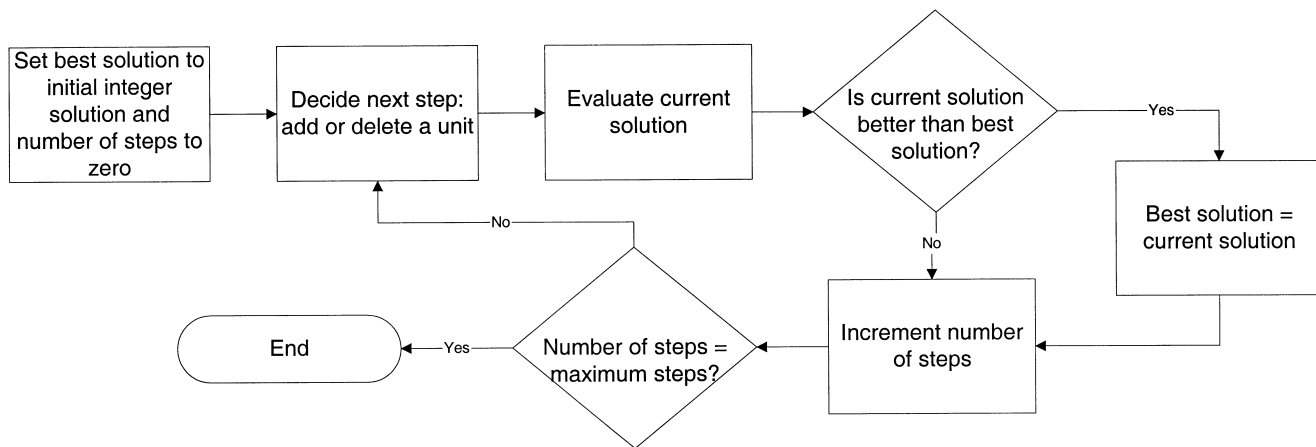 Set best solution to
initial integer
solution and
number of steps to
zero
Decide next step:
add or delete a unit
Evaluate current
solution
Is current solution
better than best
solution?
Yes
Best solution =
current solution
No
No
Increment number
of steps
Number of steps =
maximum steps?
Yes
End